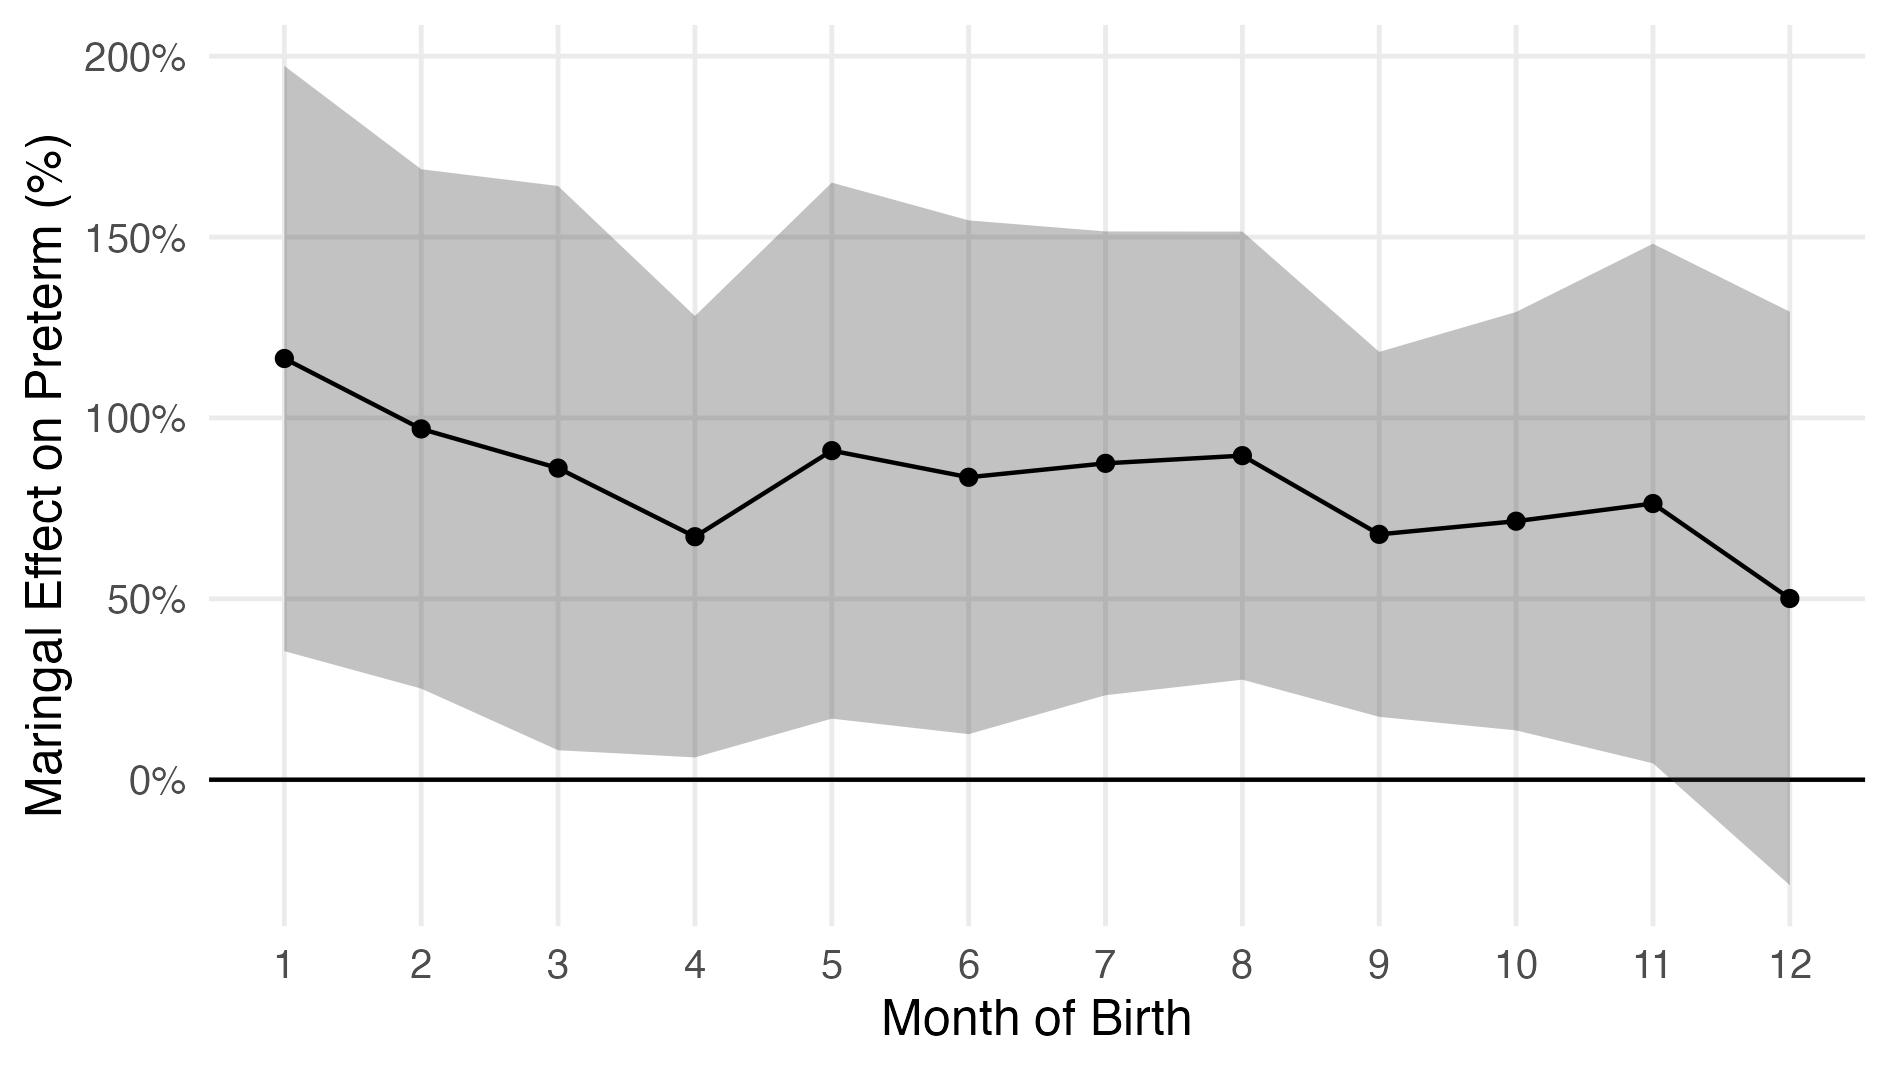 Maringal Effect on Preterm (%)
200%
150%
100%
50%
0%
1 2 3 4 5 6 7 8 9 10 11 12
Month of Birth